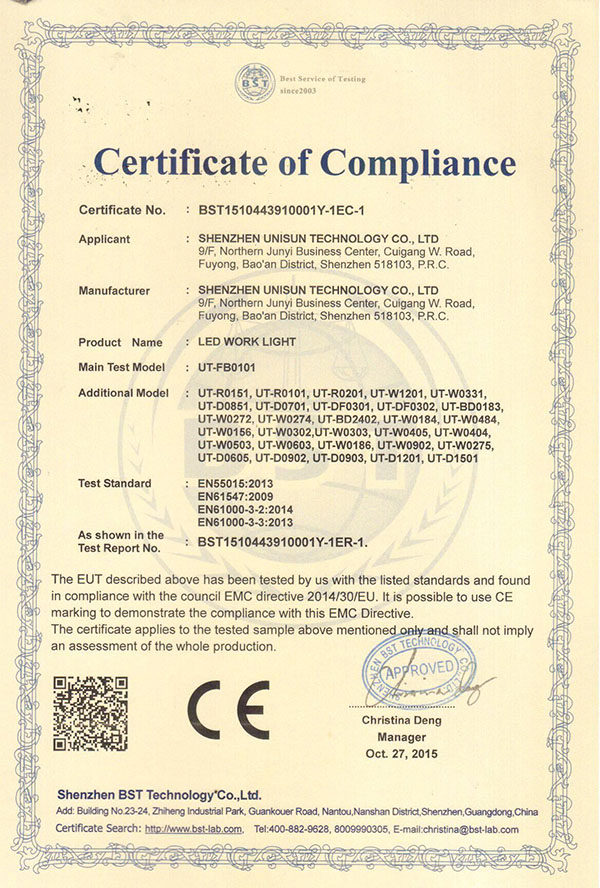 BST
Best Service of Testing
since2003
Certificate of Compliance
Certificate No. : BST1510443910001Y-1EC-1
Applicant : SHENZHEN UNISUN TECHNOLOGY CO., LTD
9/F, Northern Junyi Business Center, Cuigang W. Road,
Fuyong, Bao'an District, Shenzhen 518103, P.R.C.
Manufacturer : SHENZHEN UNISUN TECHNOLOGY CO., LTD
9/F, Northern Junyi Business Center, Cuigang W. Road,
Fuyong, Bao'an District, Shenzhen 518103, P.R.C.
Product Name : LED WORK LIGHT
Main Test Model : UT-FB0101
Additional Model : UT-R0151, UT-R0101, UT-R0201, UT-W1201, UT-W0331,
UT-D0851, UT-D0701, UT-DF0301, UT-DF0302, UT-BD0183,
UT-W0272, UT-W0274, UT-BD2402, UT-W0184, UT-W0484,
UT-W0156, UT-W0302,UT-W0303, UT-W0405, UT-W0404,
UT-W0503, UT-W0603, UT-W0186, UT-W0902, UT-W0275,
UT-D0605, UT-D0902, UT-D0903, UT-D1201, UT-D1501
Test Standard : EN55015:2013
EN61547:2009
EN61000-3-2:2014
EN61000-3-3:2013
As shown in the
Test Report No. : BST1510443910001Y-1ER-1.
The EUT described above has been tested by us with the listed standards and found
in compliance with the council EMC directive 2014/30/EU. It is possible to use CE
marking to demonstrate the compliance with this EMC Directive.
The certificate applies to the tested sample above mentioned only and shall not imply
an assessment of the whole production.
CE
SHENZHEN BST TECHNOLOGY CO.,LTD
APPROVED
Christina Deng
Manager
Oct. 27, 2015
Shenzhen BST Technology Co.,Ltd.
Add: Building No.23-24, Zhiheng Industrial Park, Guankouer Road, Nantou,Nanshan District,Shenzhen,Guangdong,China
Certificate Search: http://www.bst-lab.com, Tel:400-882-9628, 8009990305, E-mail:christina@bst-lab.com